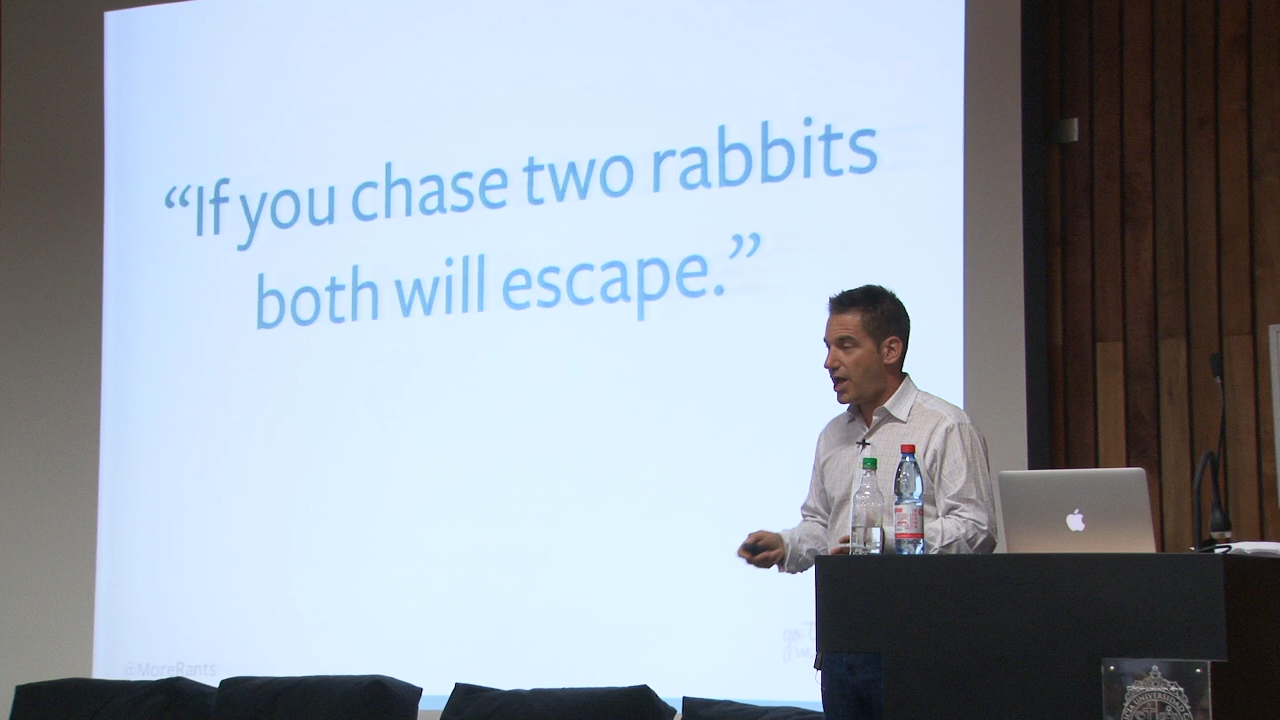 “If you chase two rabbits
both will escape.”
@MoreRants